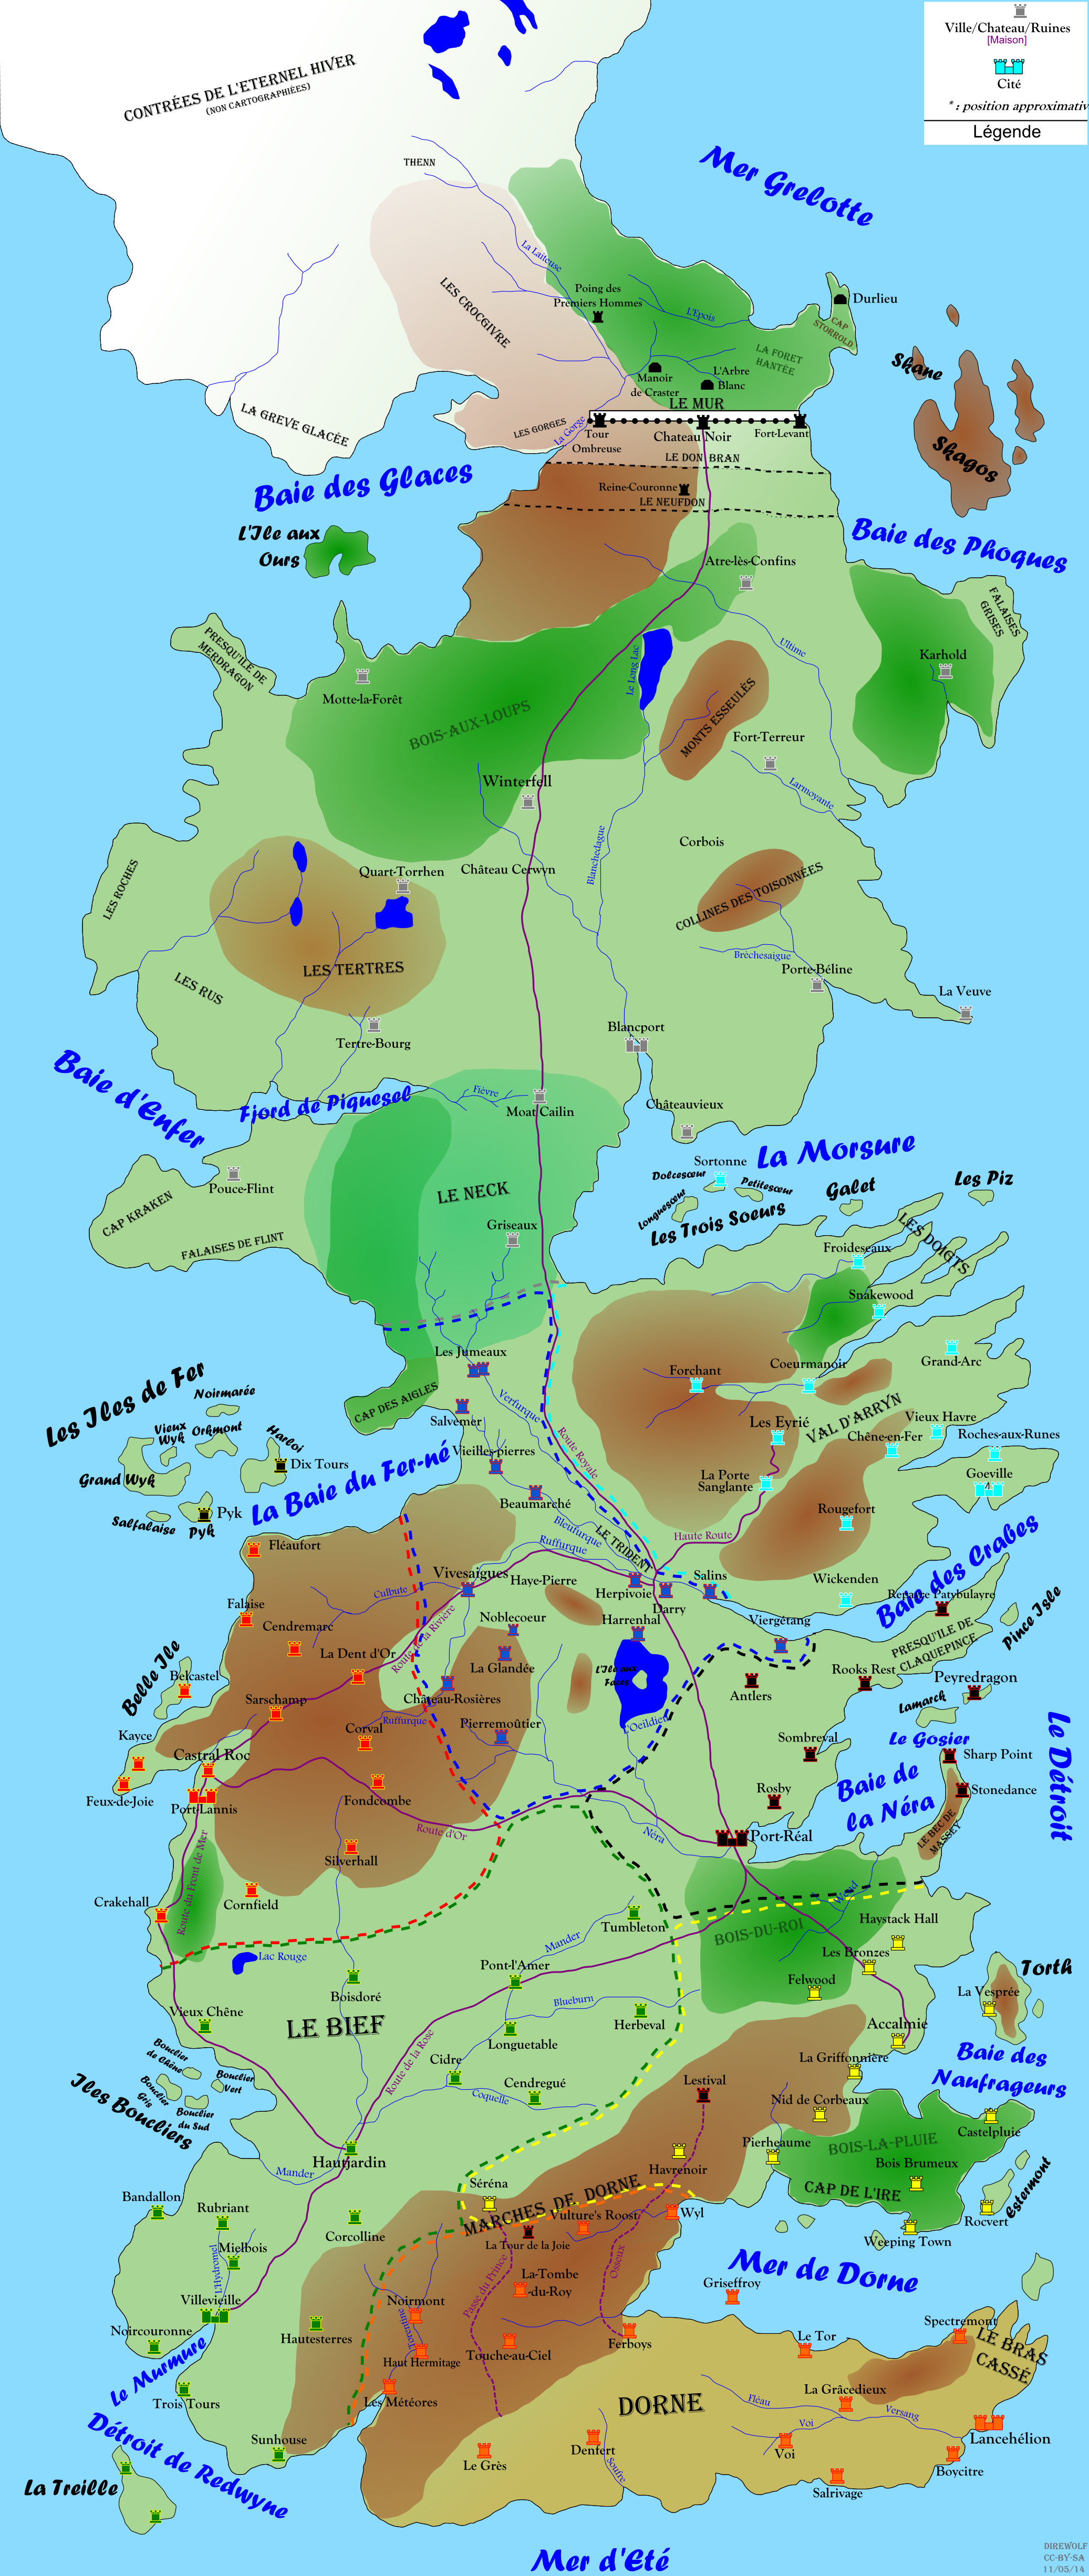 Ville/Chateau/Ruines
[Maison]
Cité
* : position approximativ
Légende
CONTRÉES DE L'ETERNEL HIVER
(NON CARTOGRAPHIÉES)
THENN
Mer Grelotte
La Laiteuse
LES CROCGIVRE
Poing des
Premiers Hommes
L'Epois
Durlieu
CAP
STORROLD
LA FORET
HANTÉE
Skane
Skagos
Manoir
de Craster
L'Arbre
Blanc
LE MUR
LA GREVE GLACÉE
LES GORGES
La Gorge
Tour
Ombreuse
Chateau Noir
Fort-Levant
LE DON BRAN
Baie des Glaces
Reine-Couronne
LE NEUFDON
L'Ile aux
Ours
Baie des Phoques
Atre-lès-Confins
FALAISES
GRISES
PRESQU'ILE DE
MERDRAGON
Motte-la-Forêt
Le Long Lac
Ultime
Karhold
BOIS-AUX-LOUPS
MONTS ESSEULÉS
Fort-Terreur
Larmoyante
Winterfell
Blanchedague
Corbois
LES ROCHES
Quart-Torrhen
Château Cerwyn
COLLINES DES TOISONNÉES
LES TERTRES
Brèchesaigue
Porte-Béline
LES RUS
La Veuve
Tertre-Bourg
Blancport
Baie d'Enfer
Fjord de Piquesel
Fièvre
Moat Cailin
Châteauvieux
La Morsure
Sortonne
Dolcesœur
Petitesœur
Longuesœur
Les Trois Soeurs
Galet
Les Piz
Pouce-Flint
LE NECK
CAP KRAKEN
FALAISES DE FLINT
Griseaux
LES DOIGTS
Froideseaux
Snakewood
Les Jumeaux
Forchant
Coeurmanoir
Grand-Arc
Les Iles de Fer
Noirmarée
Vieux
Wyk
Orkmont
Harloi
CAP DES AIGLES
Verfurque
Salvemer
Route Royale
Les Eyrié
VAL D'ARRYN
Vieux Havre
Chêne-en-Fer
Roches-aux-Runes
Grand Wyk
Dix Tours
Vieilles-pierres
La Porte
Sanglante
Goeville
La Baie du Fer-né
Salfalaise
Pyk
Pyk
Beaumarché
Bleufurque
LE TRIDENT
Rougefort
Haute Route
Ruffurque
Fléaufort
Baie des Crabes
Vivesaigues
Haye-Pierre
Culbute
Herpivoie
Darry
Salins
Wickenden
Falaise
Cendremarc
Route de la Rivière
Noblecoeur
Harrenhal
Viergétang
PRESQU'ILE DE
CLAQUEPINCE
Pince Isle
Belle Ile
Belcastel
La Dent d'Or
La Glandée
L'Ile aux
Faces
Rooks Rest
Peyredragon
Lamarck
Antlers
Château-Rosières
Sarschamp
Ruffurque
Corval
Pierremoûtier
Kayce
Castral Roc
Sombreval
Le Gosier
Sharp Point
Le Détroit
Feux-de-Joie
Port-Lannis
Fondcombe
Rosby
Baie de
la Néra
Stonedance
LE BEC DE
MASSEY
Route d'Or
Néra
Port-Réal
Silverhall
Route du Front de Mer
Crakehall
Cornfield
Tumbleton
BOIS-DU-ROI
Haystack Hall
Mander
Lac Rouge
Pont-l'Amer
Les Bronzes
Torth
Boisdoré
Blueburn
Felwood
La Vesprée
Vieux Chêne
LE BIEF
Longuetable
Herbeval
Accalmie
Bouclier
de Chêne
Bouclier
Gris
Bouclier
Vert
Bouclier
du Sud
Iles Boucliers
Route de la Rose
Cidre
Cendregué
Coquelle
La Griffonnière
Baie des
Naufrageurs
Lestival
Nid de Corbeaux
Castelpluie
Hautjardin
Mander
Pierheaume
BOIS-LA-PLUIE
Bois Brumeux
Estermont
Havrenoir
CAP DE L'IRE
Séréna
MARCHES DE DORNE
Rocvert
Bandallon
Rubriant
Corcolline
Vulture's Roost
Wyl
Weeping Town
La Tour de la Joie
Mielbois
Mer de Dorne
La-Tombe
-du-Roy
Passe du Prince
Osseux
Griseffroy
Villevieille
Noirmont
Noircouronne
Hautesterres
Haut Hermitage
Touche-au-Ciel
Ferboys
Le Tor
Spectremont
LE BRAS
CASSÉ
Le Murmure
Trois Tours
Les Météores
DORNE
La Grâcedieux
Fléau
Versang
Voi
Voi
Détroit de Redwyne
Sunhouse
Le Grès
Denfert
Soufre
Lancehélion
Boycitre
Salrivage
La Treille
Mer d'Eté
DIREWOLF
CC-BY-SA
11/05/14